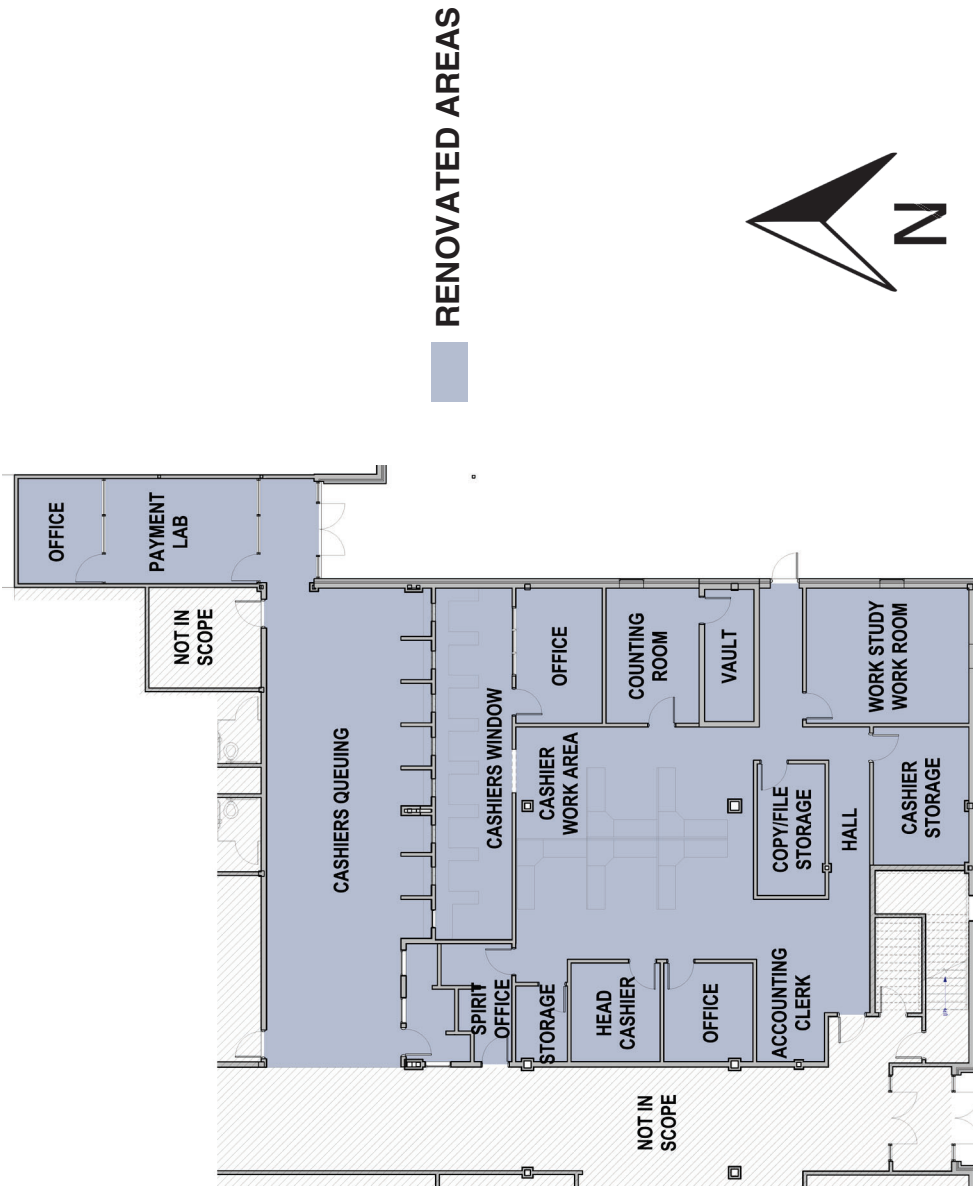 OFFICE
PAYMENT
LAB
NOT IN
SCOPE
CASHIERS QUEUING
CASHIERS WINDOW
SPIRIT
OFFICE
STORAGE
CASHIER
WORK AREA
OFFICE
HEAD
CASHIER
COUNTING
ROOM
OFFICE
VAULT
ACCOUNTING
CLERK
COPY/FILE
STORAGE
HALL
WORK STUDY
WORK ROOM
CASHIER
STORAGE
NOT IN
SCOPE
RENOVATED AREAS
N